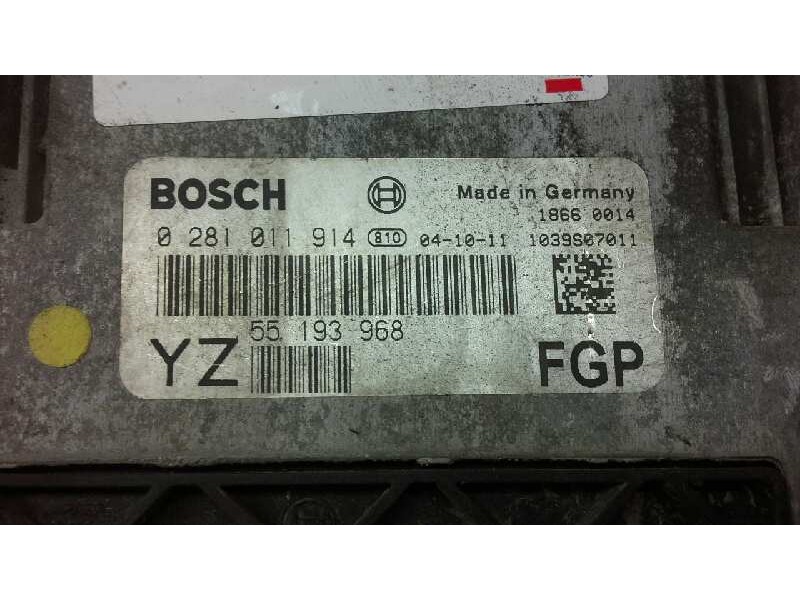 BOSCH Made in Germany
1866 0014
0 281 011 914 810 04-10-11 1039S07011
55 193 968
YZ FGP